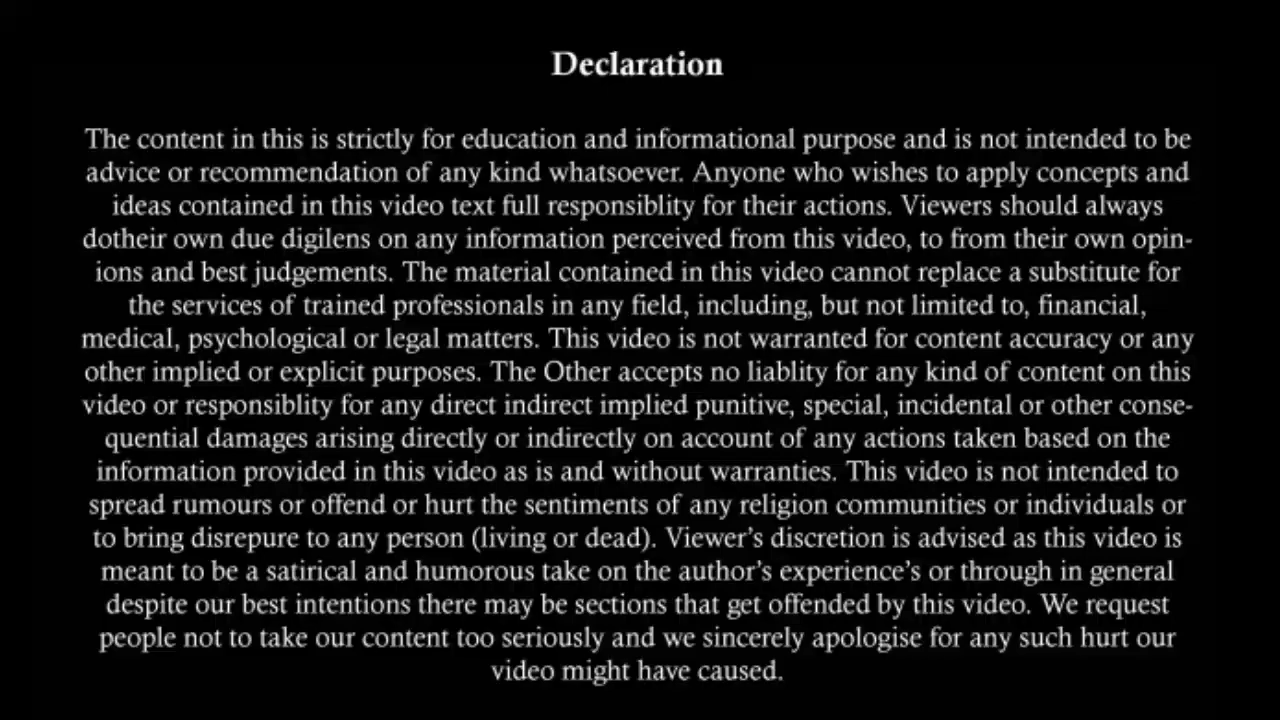 Declaration
The content in this is strictly for education and informational purpose and is not intended to be
advice or recommendation of any kind whatsoever. Anyone who wishes to apply concepts and
ideas contained in this video text full responsiblity for their actions. Viewers should always
dotheir own due digilens on any information perceived from this video, to from their own opin-
ions and best judgements. The material contained in this video cannot replace a substitute for
the services of trained professionals in any field, including, but not limited to, financial,
medical, psychological or legal matters. This video is not warranted for content accuracy or any
other implied or explicit purposes. The Other accepts no liablity for any kind of content on this
video or responsiblity for any direct indirect implied punitive, special, incidental or other conse-
quential damages arising directly or indirectly on account of any actions taken based on the
information provided in this video as is and without warranties. This video is not intended to
spread rumours or offend or hurt the sentiments of any religion communities or individuals or
to bring disrepure to any person (living or dead). Viewer’s discretion is advised as this video is
meant to be a satirical and humorous take on the author’s experience’s or through in general
despite our best intentions there may be sections that get offended by this video. We request
people not to take our content too seriously and we sincerely apologise for any such hurt our
video might have caused.